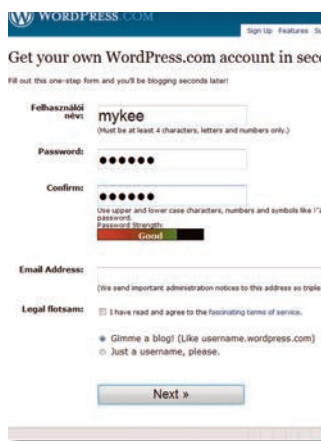 WORDPRESS.COM
Sign Up Features Su
Get your own WordPress.com account in seco
Fill out this one-step form and you'll be blogging seconds later!
Felhasználói
név: mykee
(Must be at least 4 characters, letters and numbers only.)
Password: ●●●●●●
Confirm: ●●●●●●
Use upper and lower case characters, numbers and symbols like !"
password.
Password Strength:
Good
Email Address:
(We send important administration notices to this address so triple
Legal flotsam: I have read and agree to the fascinating terms of service.
Gimme a blog! (Like username.wordpress.com)
Just a username, please.
Next »